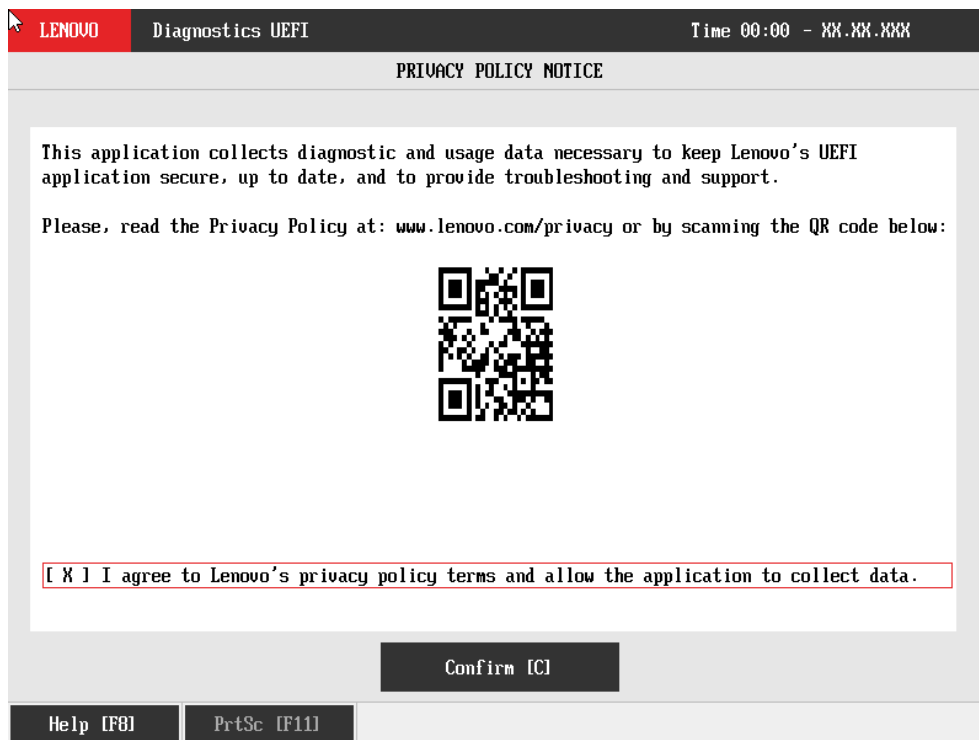 LENOVO Diagnostics UEFI Time 00:00 - XX.XX.XXX
PRIVACY POLICY NOTICE
This application collects diagnostic and usage data necessary to keep Lenovo's UEFI
application secure, up to date, and to provide troubleshooting and support.
Please, read the Privacy Policy at: www.lenovo.com/privacy or by scanning the QR code below:
[ X ] I agree to Lenovo's privacy policy terms and allow the application to collect data.
Confirm [C]
Help [F8] PrtSc [F11]